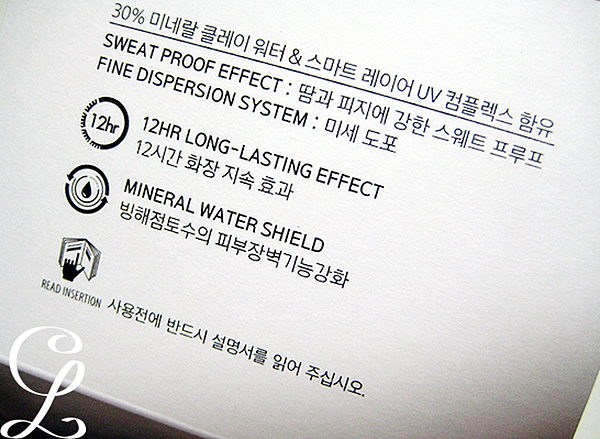 30% 미네랄 클레이 워터 & 스마트 레이어 UV 컴플렉스 함유
SWEAT PROOF EFFECT : 땀과 피지에 강한 스웨트 프루프
FINE DISPERSION SYSTEM : 미세 도포
12hr
12HR LONG-LASTING EFFECT
12시간 화장 지속 효과
MINERAL WATER SHIELD
빙해점토수의 피부장벽기능강화
READ INSERTION
사용전에 반드시 설명서를 읽어 주십시오.
CL